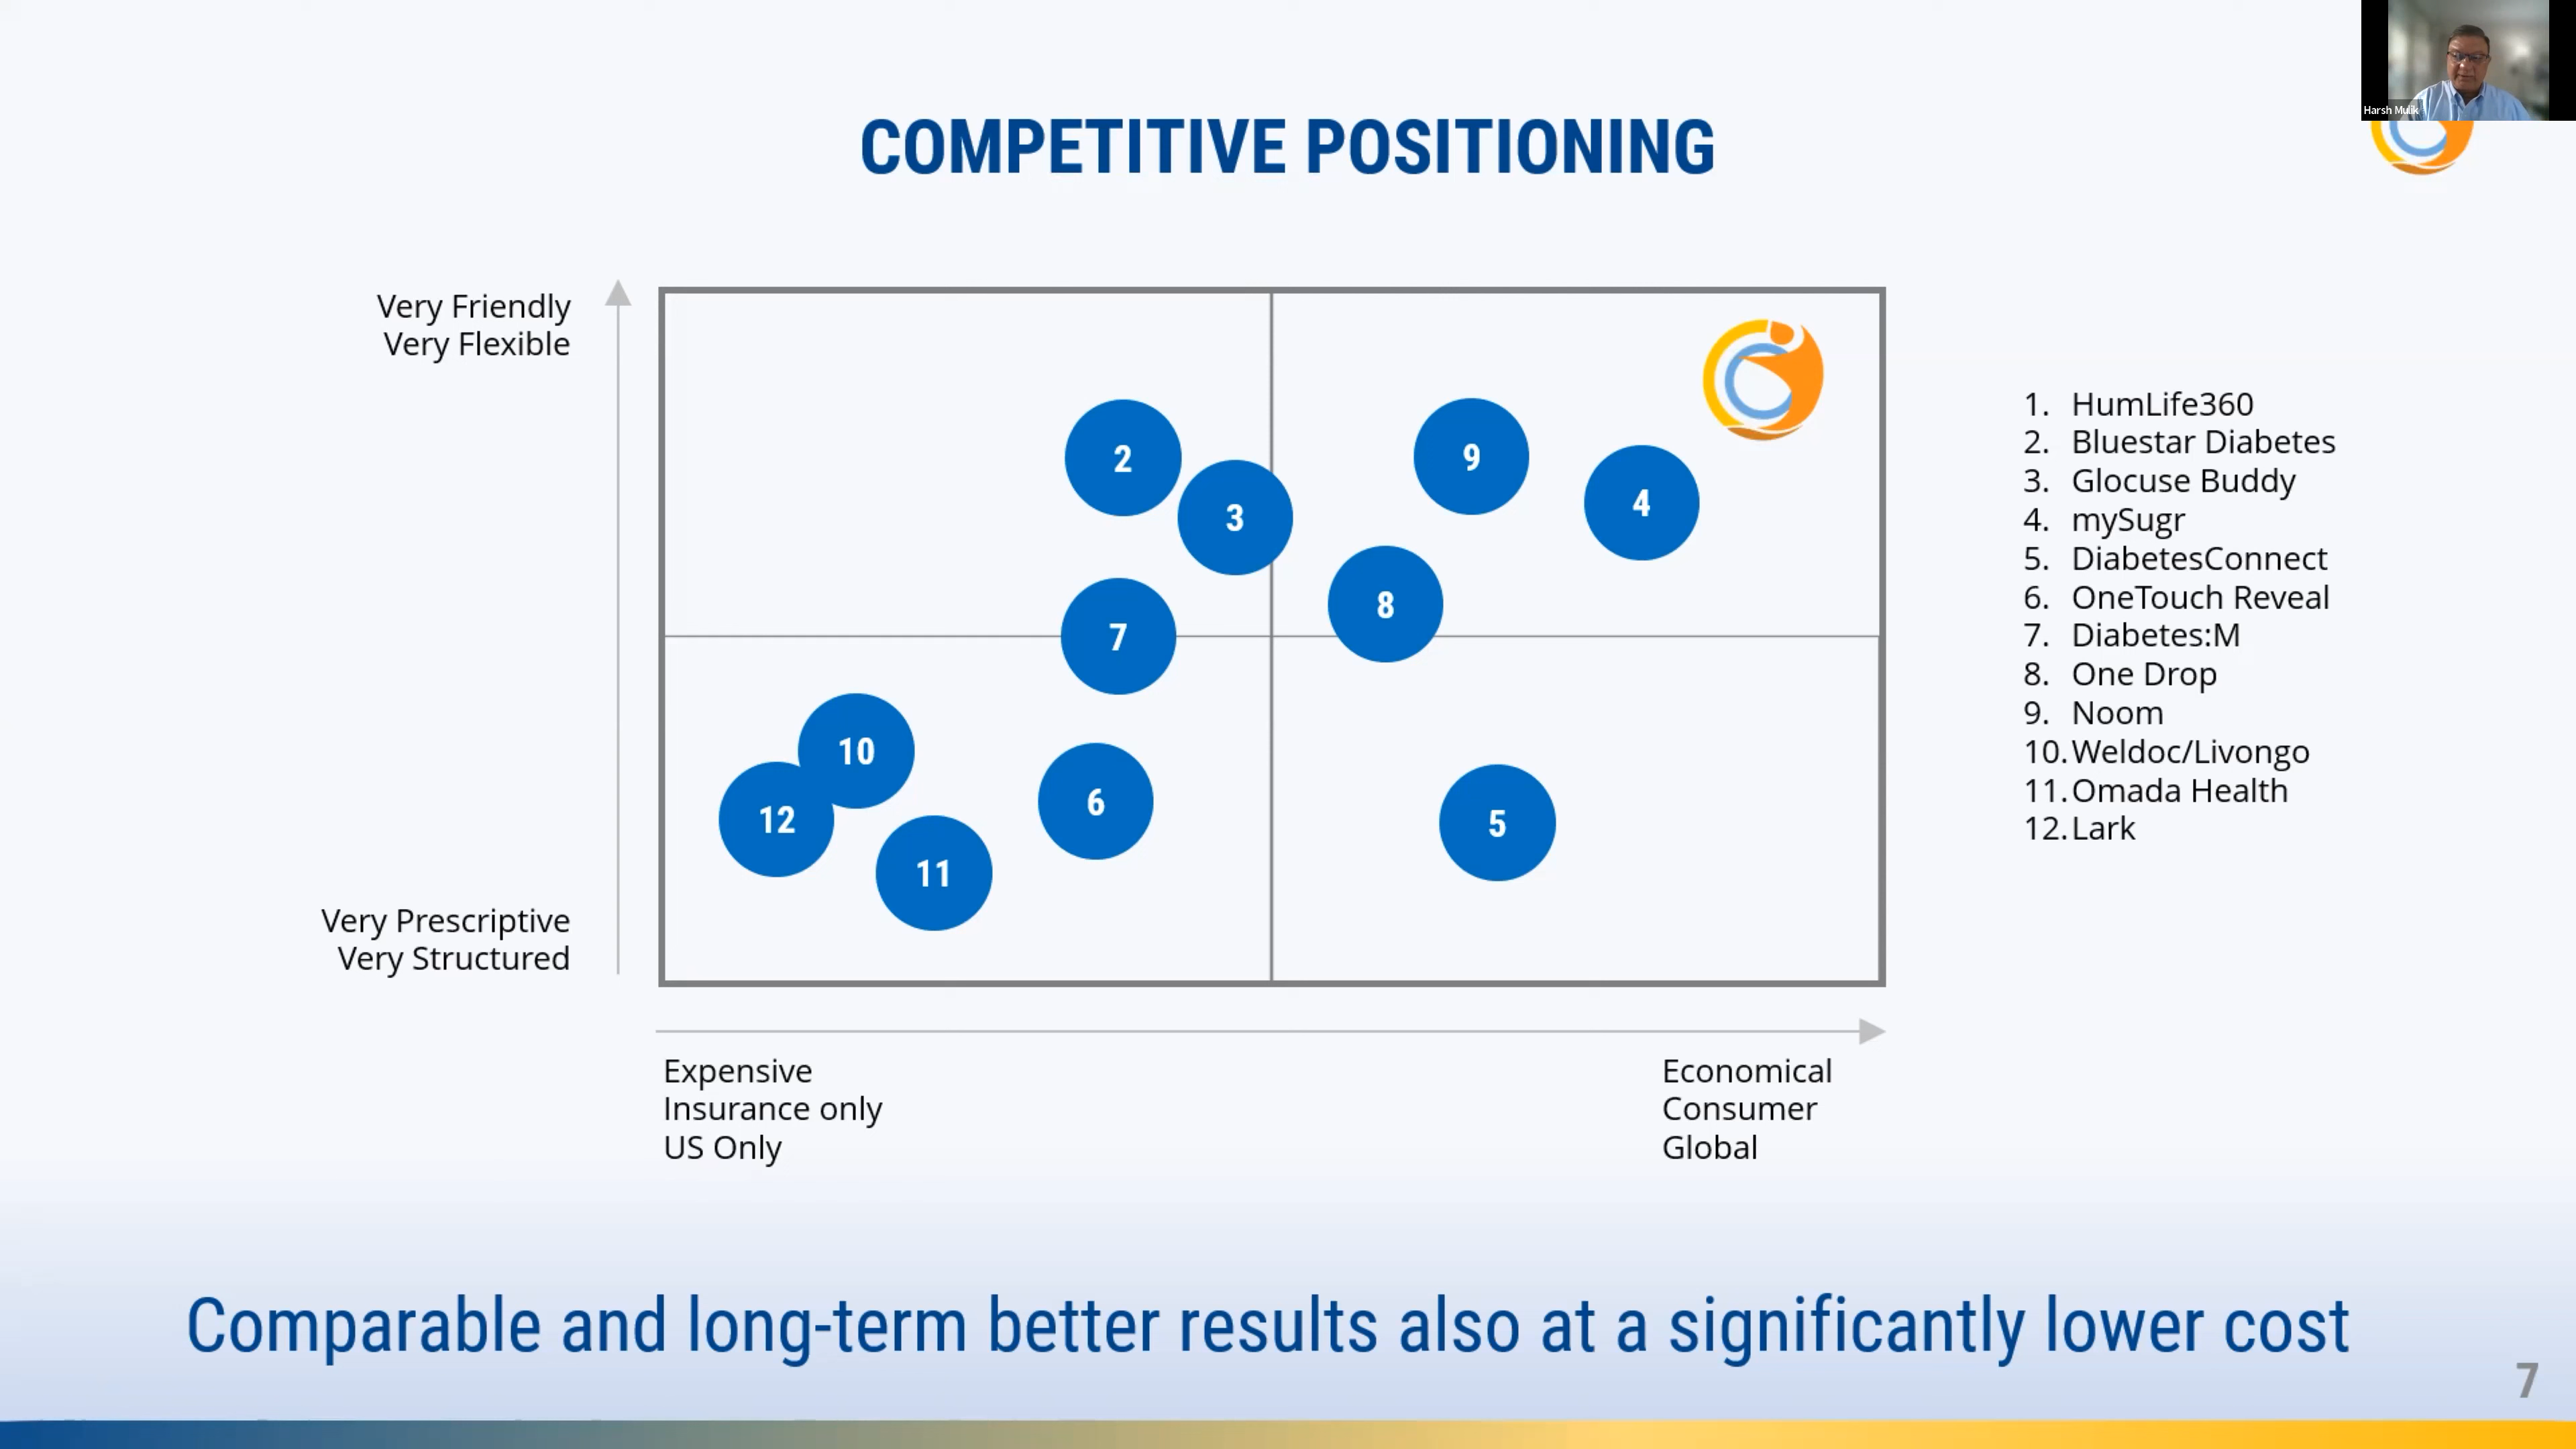 Harsh Mulik
COMPETITIVE POSITIONING
Very Friendly
Very Flexible
Very Prescriptive
Very Structured
2
3
9
4
8
7
10
12
11
6
5
1. HumLife360
2. Bluestar Diabetes
3. Glocuse Buddy
4. mySugr
5. DiabetesConnect
6. OneTouch Reveal
7. Diabetes:M
8. One Drop
9. Noom
10. Weldoc/Livongo
11. Omada Health
12. Lark
Expensive
Insurance only
US Only
Economical
Consumer
Global
Comparable and long-term better results also at a significantly lower cost
7